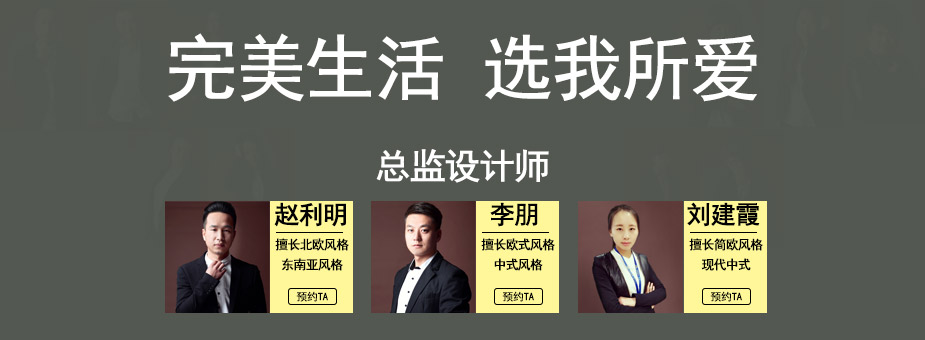 完美生活 选我所爱
总监设计师
赵利明
擅长北欧风格
东南亚风格
预约TA
李朋
擅长欧式风格
中式风格
预约TA
刘建霞
擅长简欧风格
现代中式
预约TA